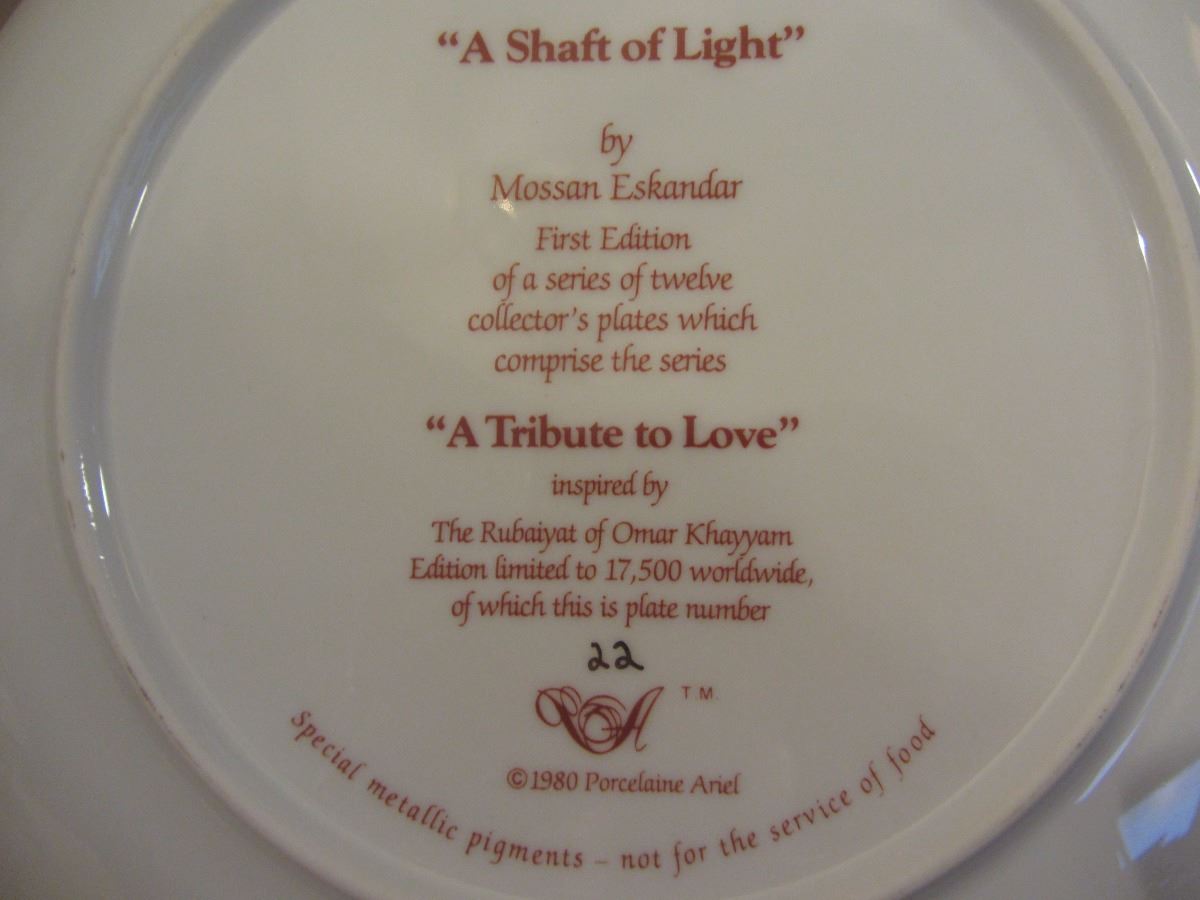 “A Shaft of Light”
by
Mossan Eskandar
First Edition
of a series of twelve
collector’s plates which
comprise the series
“A Tribute to Love”
inspired by
The Rubaiyat of Omar Khayyam
Edition limited to 17,500 worldwide,
of which this is plate number
22
T.M.
©1980 Porcelaine Ariel
Special metallic pigments – not for the service of food